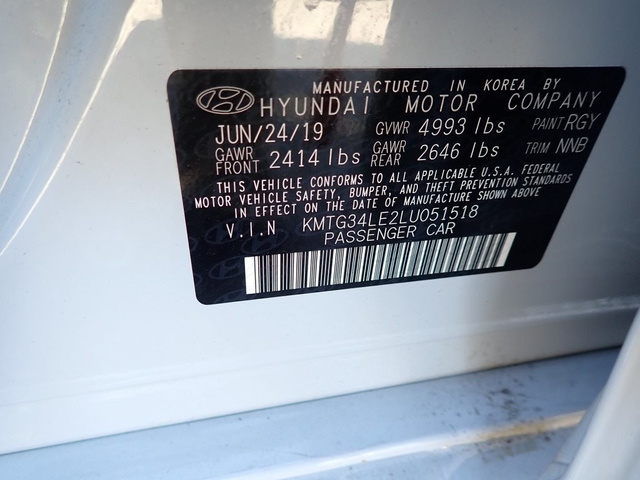 MANUFACTURED IN KOREA BY
HYUNDAI MOTOR COMPANY
JUN/24/19 GVWR 4993 lbs PAINT RGY
GAWR FRONT 2414 lbs GAWR REAR 2646 lbs TRIM NNB
THIS VEHICLE CONFORMS TO ALL APPLICABLE U.S.A. FEDERAL
MOTOR VEHICLE SAFETY, BUMPER, AND THEFT PREVENTION STANDARDS
IN EFFECT ON THE DATE OF MANUFACTURE SHOWN ABOVE
V.I.N KMTG34LE2LU051518
PASSENGER CAR